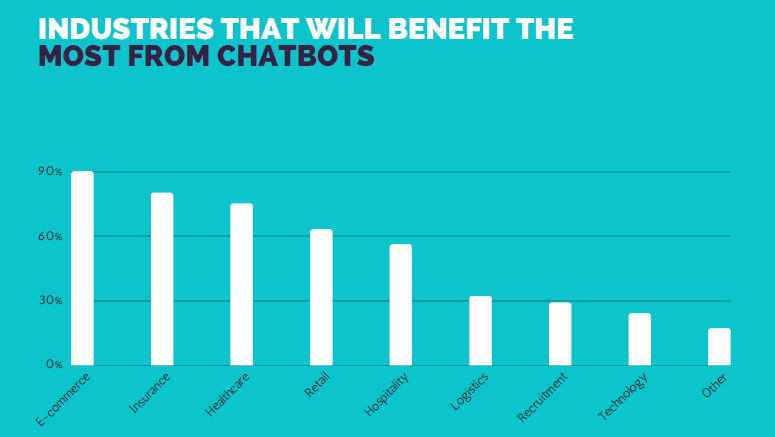 INDUSTRIES THAT WILL BENEFIT THE
MOST FROM CHATBOTS
90%
60%
30%
0%
E-commerce
Insurance
Healthcare
Retail
Hospitality
Logistics
Recruitment
Technology
Other